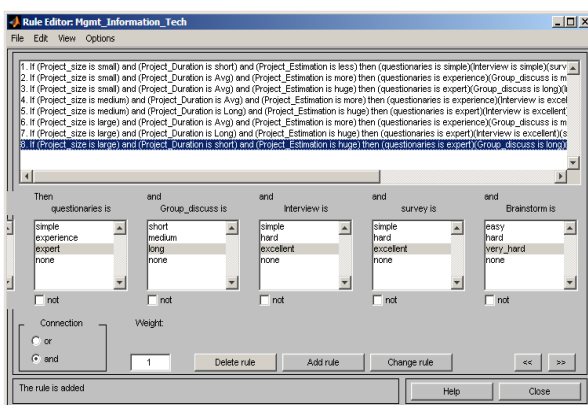 Rule Editor: Mgmt_Information_Tech
File Edit View Options
1. If (Project_size is small) and (Project_Duration is short) and (Project_Estimation is less) then (questionaries is simple)(Interview is simple)(surv
2. If (Project_size is small) and (Project_Duration is Avg) and (Project_Estimation is more) then (questionaries is experience)(Group_discuss is m
3. If (Project_size is small) and (Project_Duration is Avg) and (Project_Estimation is huge) then (questionaries is expert)(Group_discuss is long)(I
4. If (Project_size is medium) and (Project_Duration is Avg) and (Project_Estimation is more) then (questionaries is experience)(Interview is excel
5. If (Project_size is medium) and (Project_Duration is Long) and (Project_Estimation is huge) then (questionaries is expert)(Interview is excellent)
6. If (Project_size is large) and (Project_Duration is Avg) and (Project_Estimation is more) then (questionaries is experience)(Group_discuss is m
7. If (Project_size is large) and (Project_Duration is Long) and (Project_Estimation is huge) then (questionaries is expert)(Interview is excellent)(s
8. If (Project_size is large) and (Project_Duration is short) and (Project_Estimation is huge) then (questionaries is expert)(Group_discuss is long)(
Then and and and and
questionaries is Group_discuss is Interview is survey is Brainstorm is
simple short simple simple easy
experience medium hard hard hard
expert long excellent excellent very_hard
none none none none none
not not not not not
Connection Weight:
or
and 1 Delete rule Add rule Change rule << >>
The rule is added Help Close